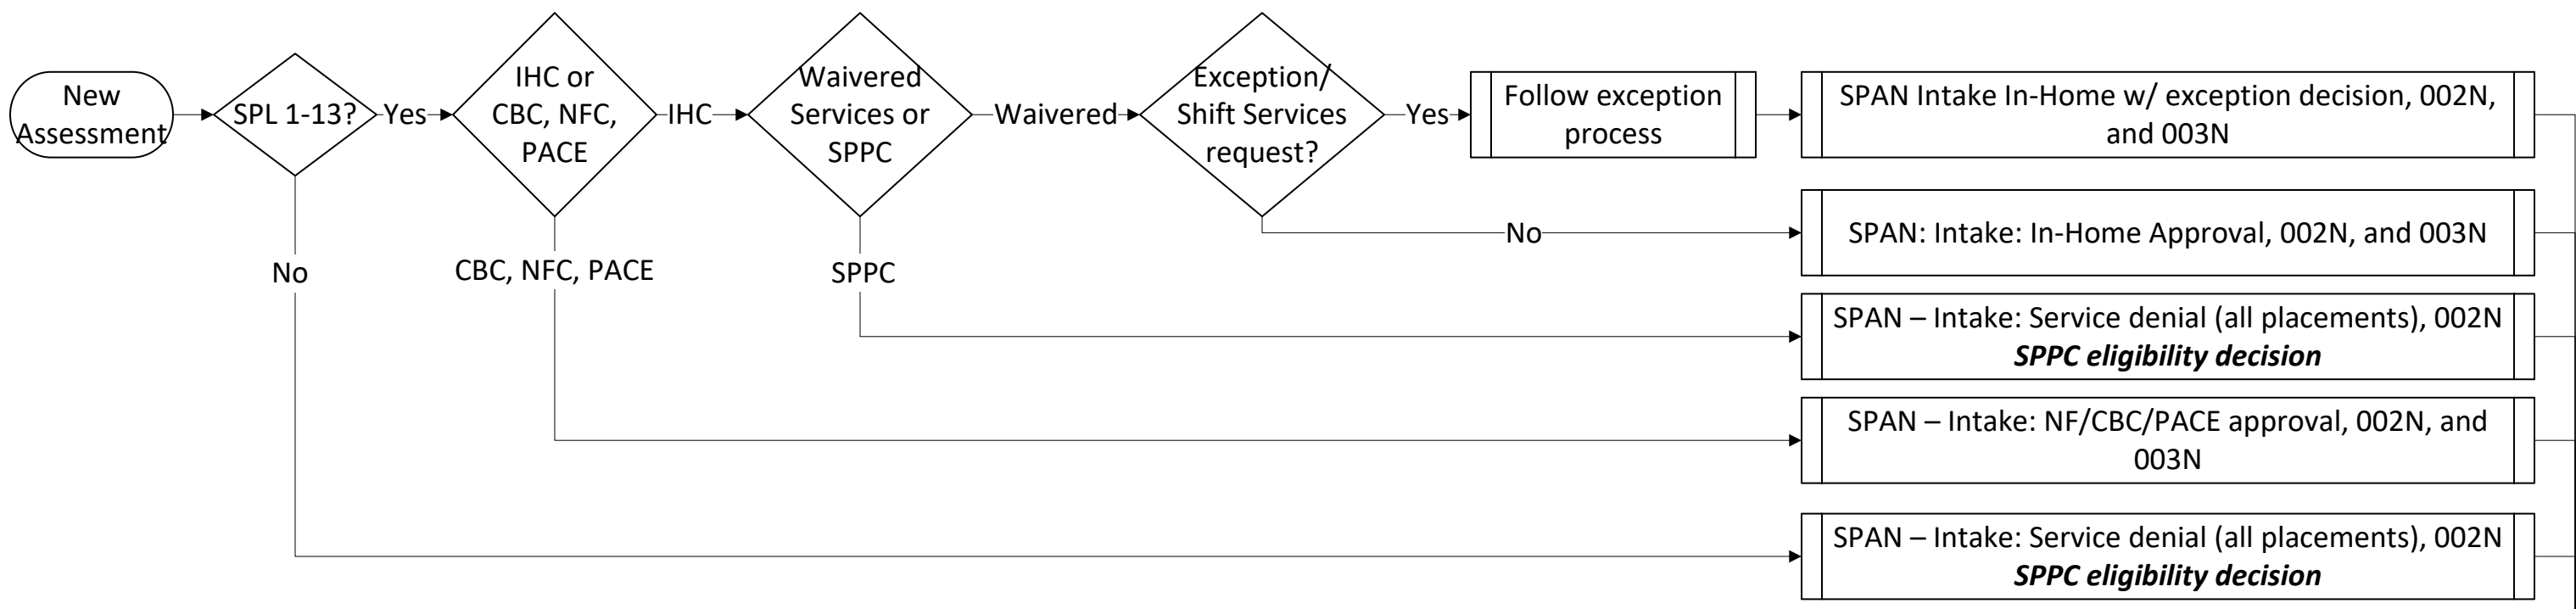 New
Assessment
SPL 1-13?
Yes
IHC or
CBC, NFC,
PACE
IHC
Waivered
Services or
SPPC
Waivered
Exception/
Shift Services
request?
Yes
Follow exception
process
SPAN Intake In-Home w/ exception decision, 002N,
and 003N
No
SPAN: Intake: In-Home Approval, 002N, and 003N
SPPC
SPAN – Intake: Service denial (all placements), 002N
SPPC eligibility decision
CBC, NFC, PACE
SPAN – Intake: NF/CBC/PACE approval, 002N, and
003N
No
SPAN – Intake: Service denial (all placements), 002N
SPPC eligibility decision